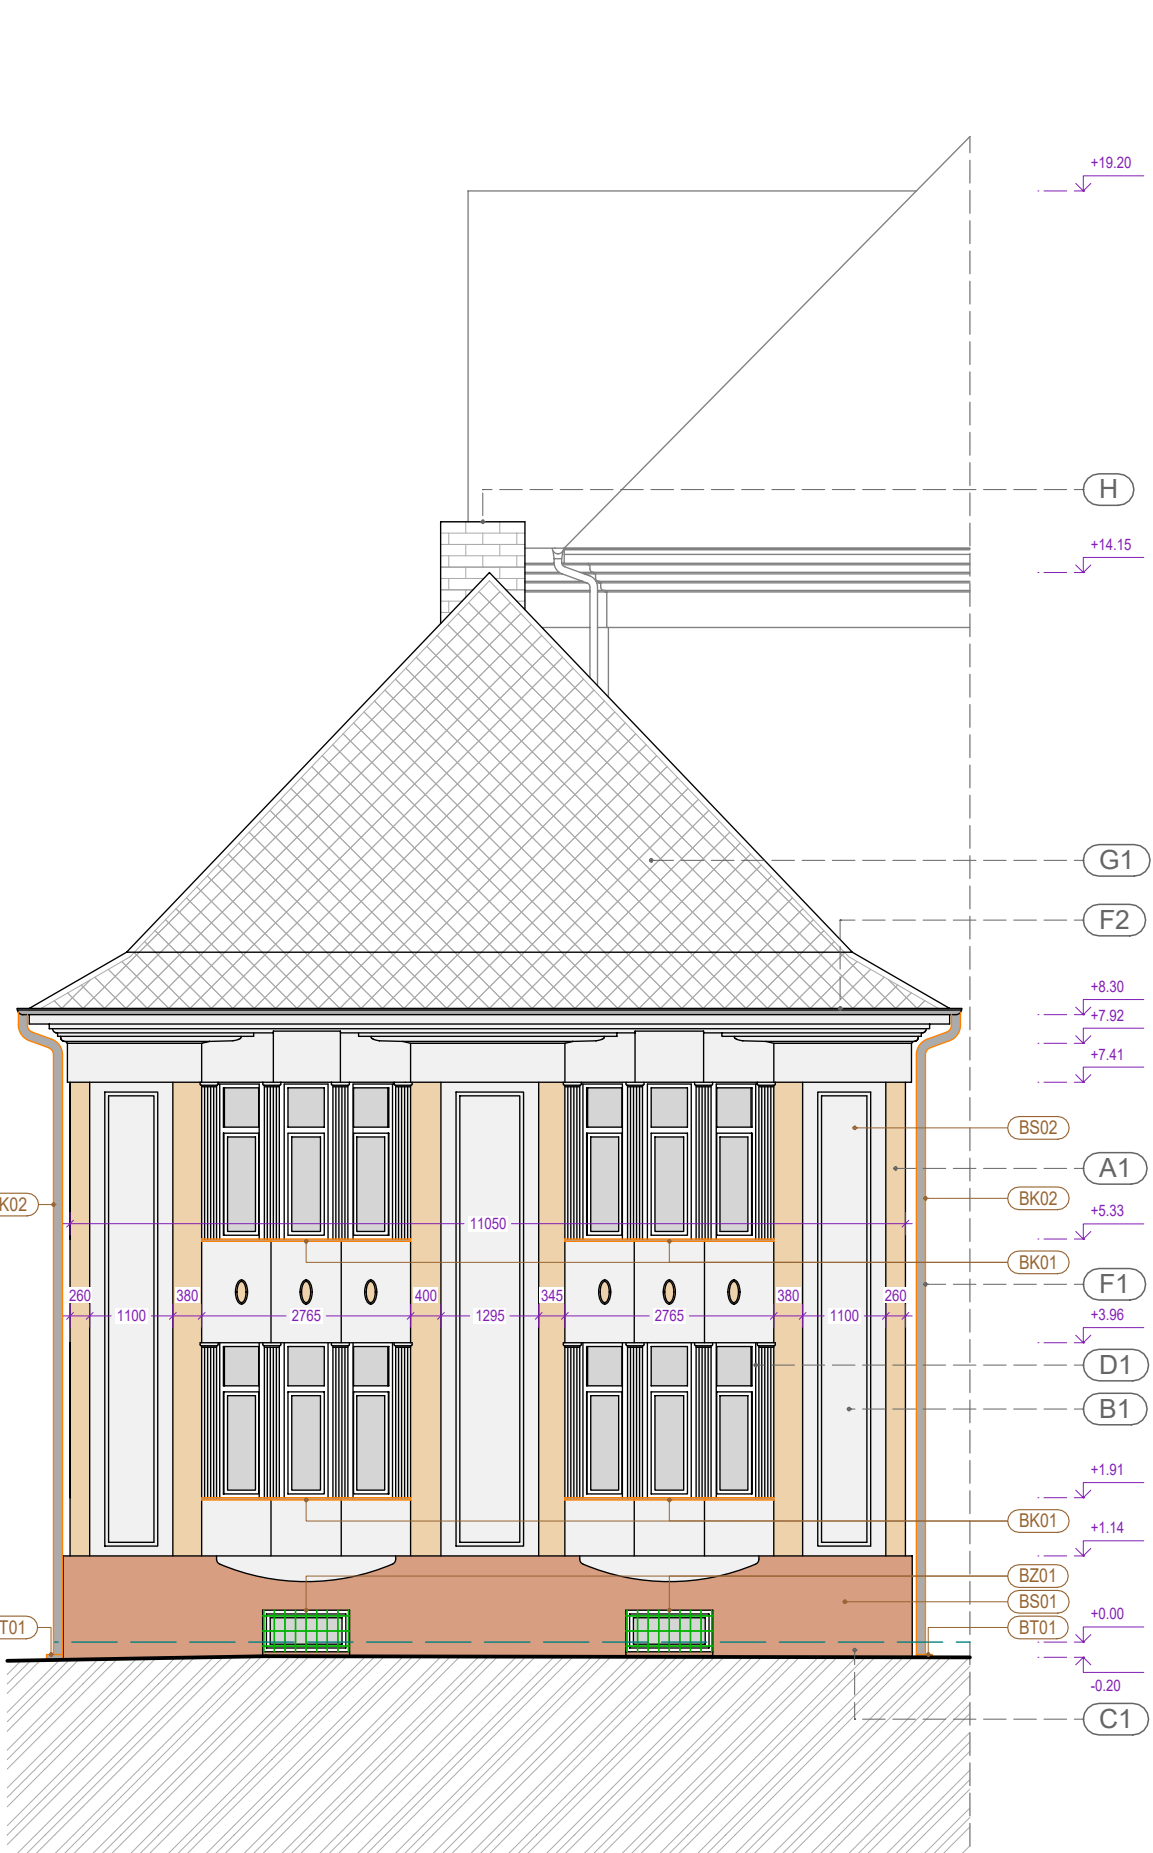 +19.20
H
+14.15
G1
F2
+8.30
+7.92
+7.41
BS02
A1
K02
BK02
+5.33
11050
BK01
F1
260
380
400
345
380
260
1100
2765
1295
2765
1100
+3.96
D1
B1
+1.91
BK01
+1.14
BZ01
BS01
T01
BT01
+0.00
-0.20
C1